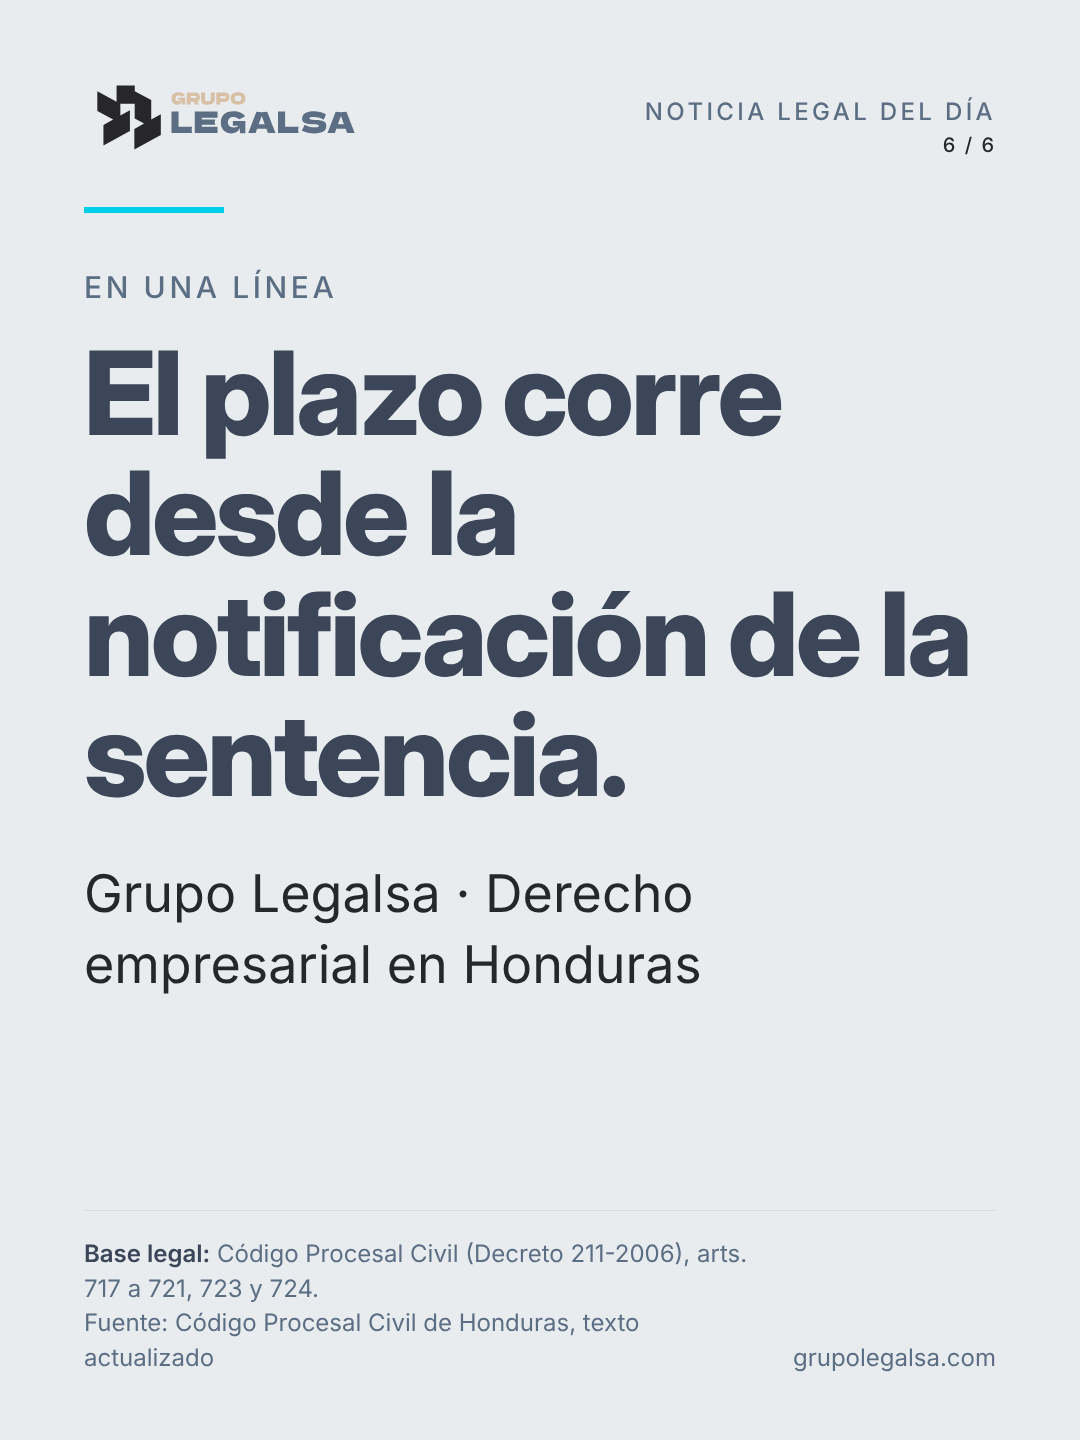 GRUPO
LEGALSA
NOTICIA LEGAL DEL DÍA
6 / 6
EN UNA LÍNEA
El plazo corre
desde la
notificación de la
sentencia.
Grupo Legalsa · Derecho
empresarial en Honduras
Base legal: Código Procesal Civil (Decreto 211-2006), arts.
717 a 721, 723 y 724.
Fuente: Código Procesal Civil de Honduras, texto
actualizado
grupolegalsa.com